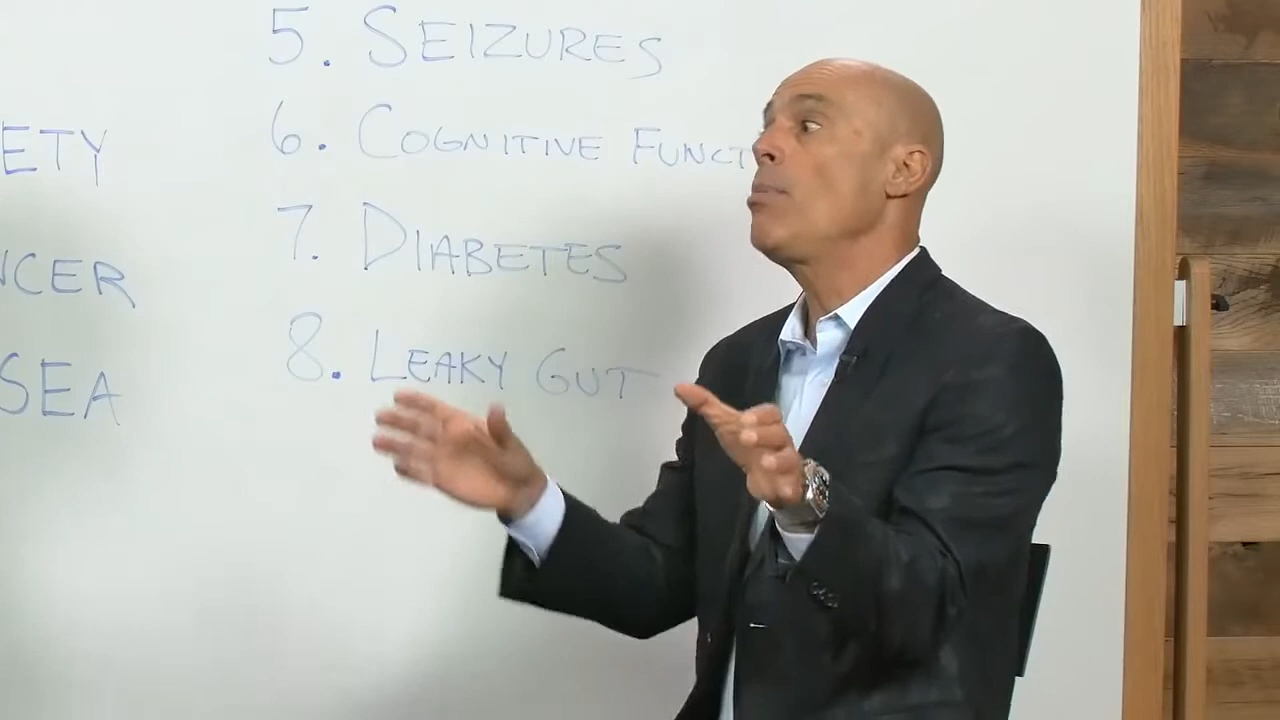 ETY
NCER
SEA
5. SEIZURES
6. COGNITIVE FUNCT
7. DIABETES
8. LEAKY GUT